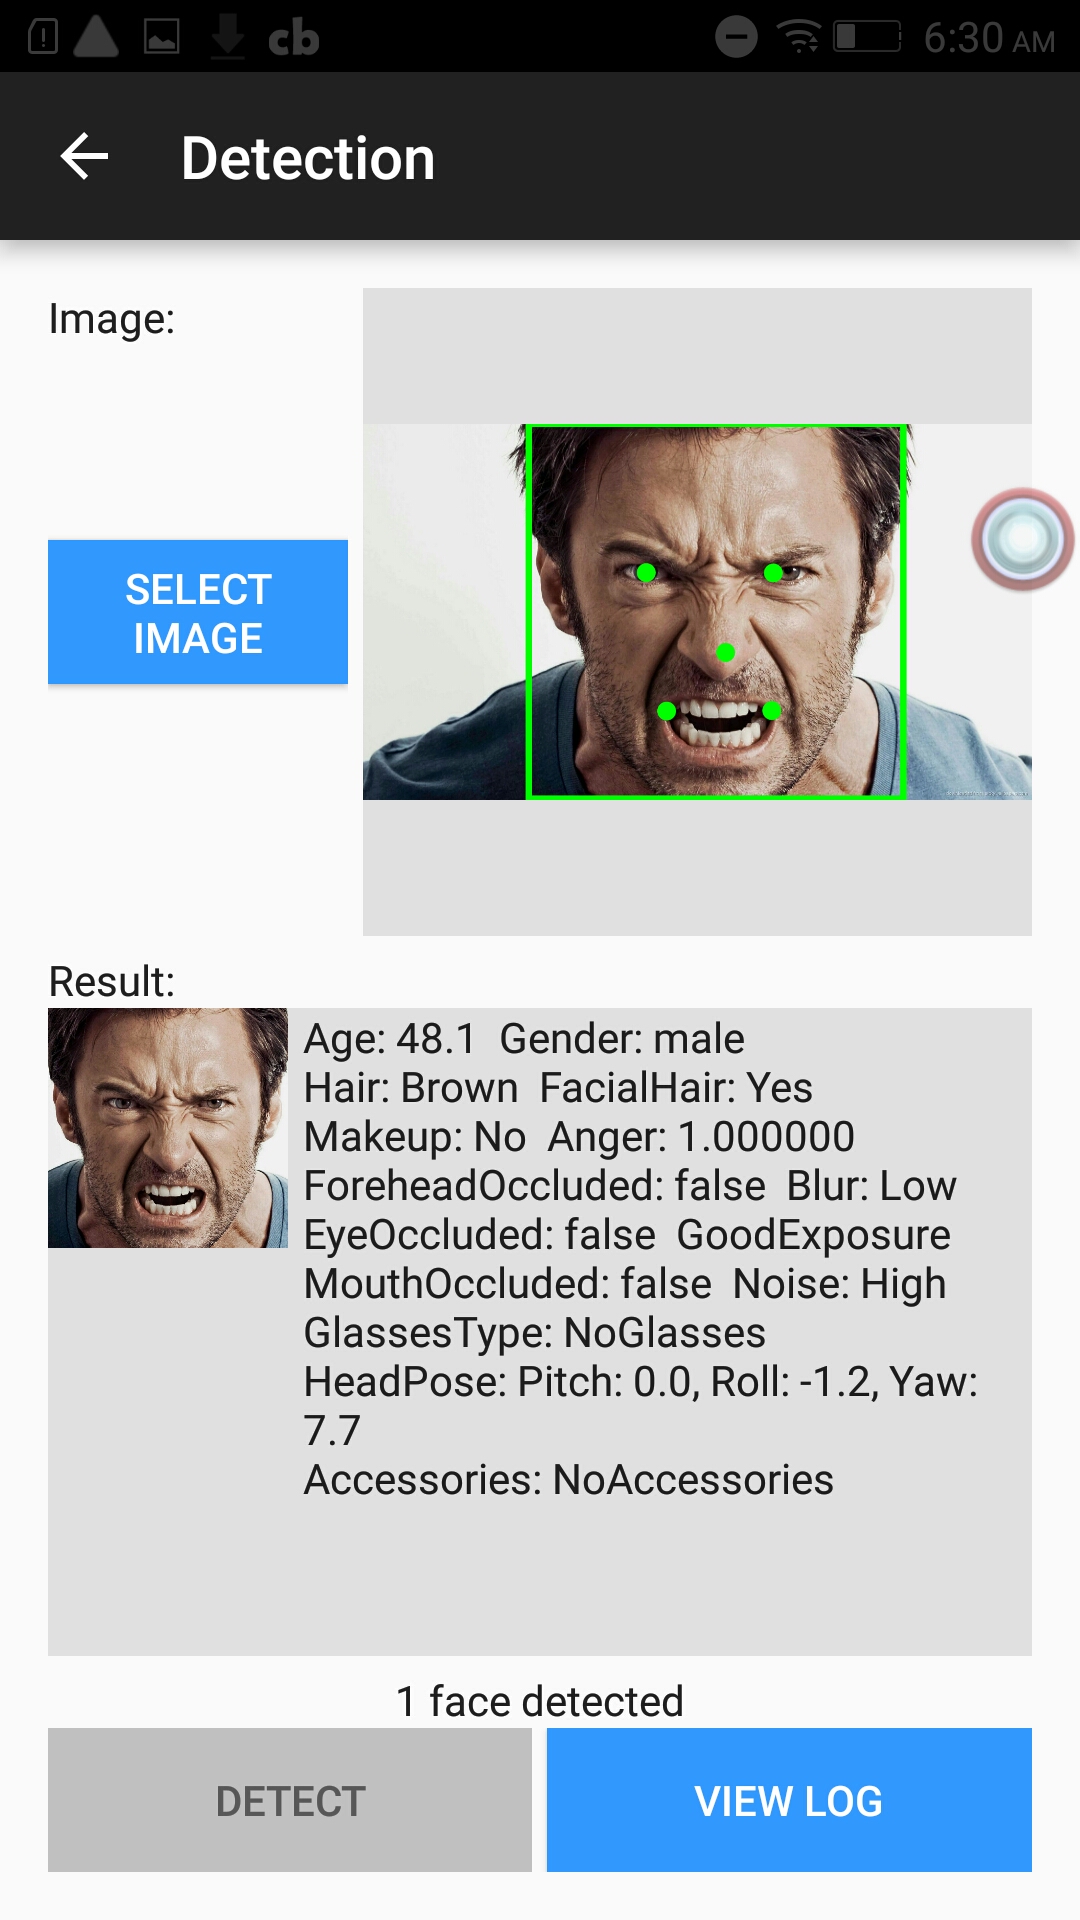 cb
6:30 AM
Detection
Image:
SELECT
IMAGE
Result:
Age: 48.1  Gender: male
Hair: Brown  FacialHair: Yes
Makeup: No  Anger: 1.000000
ForeheadOccluded: false  Blur: Low
EyeOccluded: false  GoodExposure
MouthOccluded: false  Noise: High
GlassesType: NoGlasses
HeadPose: Pitch: 0.0, Roll: -1.2, Yaw:
7.7
Accessories: NoAccessories
1 face detected
DETECT
VIEW LOG